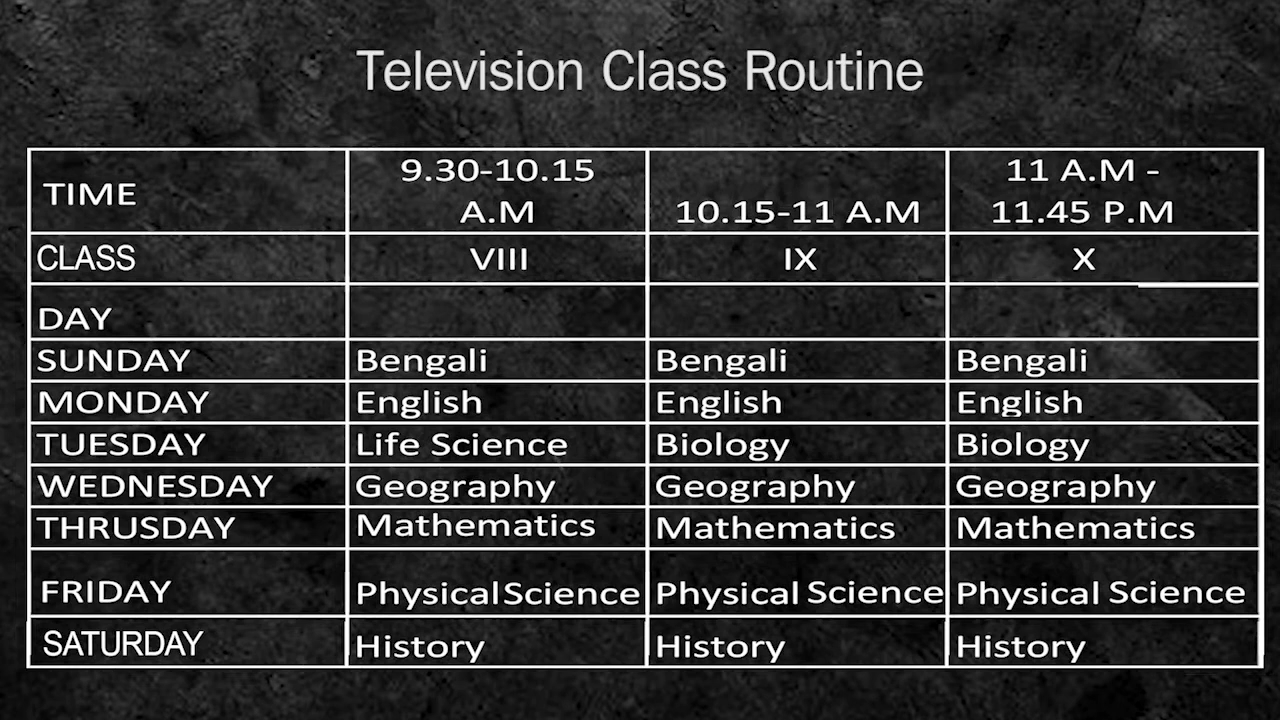 Television Class Routine
TIME 9.30-10.15 A.M 10.15-11 A.M 11 A.M - 11.45 P.M
CLASS VIII IX X
DAY
SUNDAY Bengali Bengali Bengali
MONDAY English English English
TUESDAY Life Science Biology Biology
WEDNESDAY Geography Geography Geography
THRUSDAY Mathematics Mathematics Mathematics
FRIDAY Physical Science Physical Science Physical Science
SATURDAY History History History